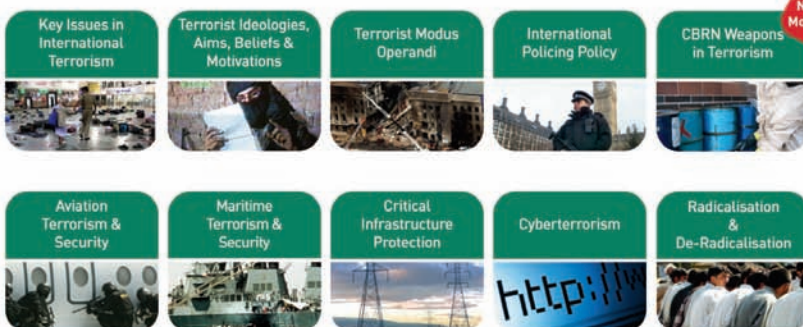 Key Issues in
International
Terrorism
Terrorist Ideologies,
Aims, Beliefs &
Motivations
Terrorist Modus
Operandi
International
Policing Policy
CBRN Weapons
in Terrorism
Aviation
Terrorism &
Security
Maritime
Terrorism &
Security
Critical
Infrastructure
Protection
Cyberterrorism
http://w
Radicalisation
&
De-Radicalisation